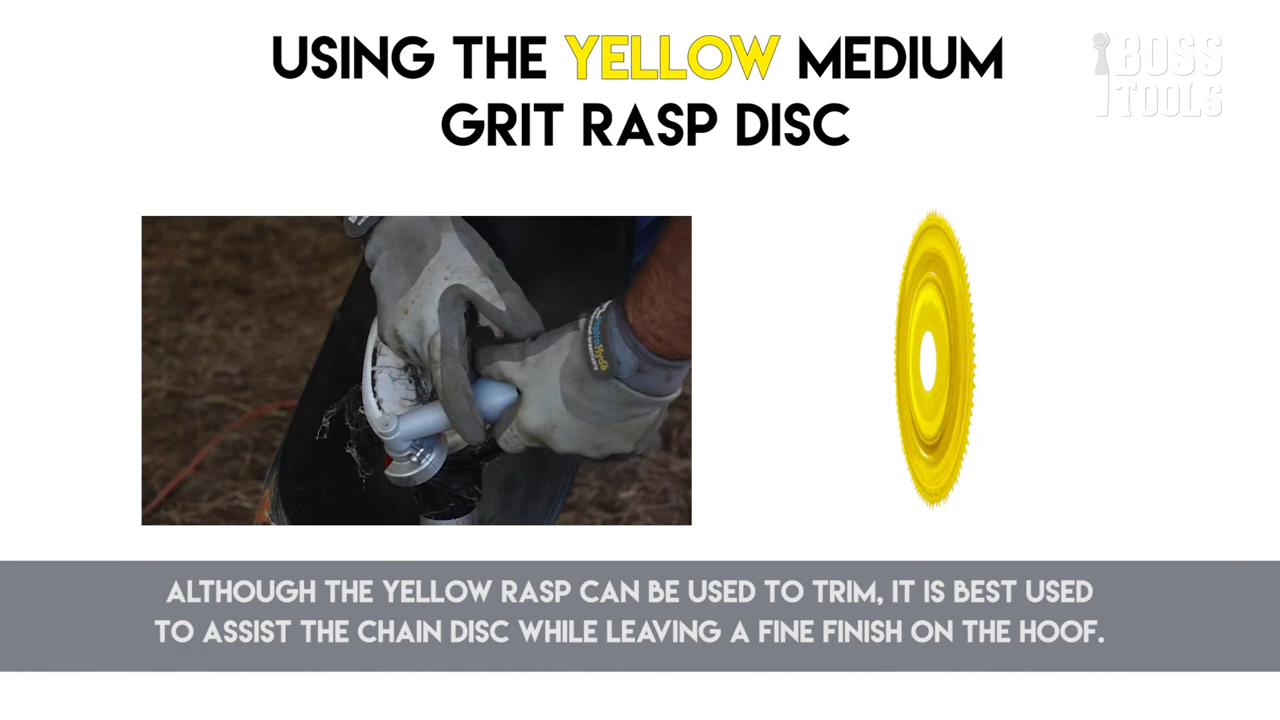 USING THE YELLOW MEDIUM
GRIT RASP DISC
BOSS
TOOLS
ALTHOUGH THE YELLOW RASP CAN BE USED TO TRIM, IT IS BEST USED
TO ASSIST THE CHAIN DISC WHILE LEAVING A FINE FINISH ON THE HOOF.